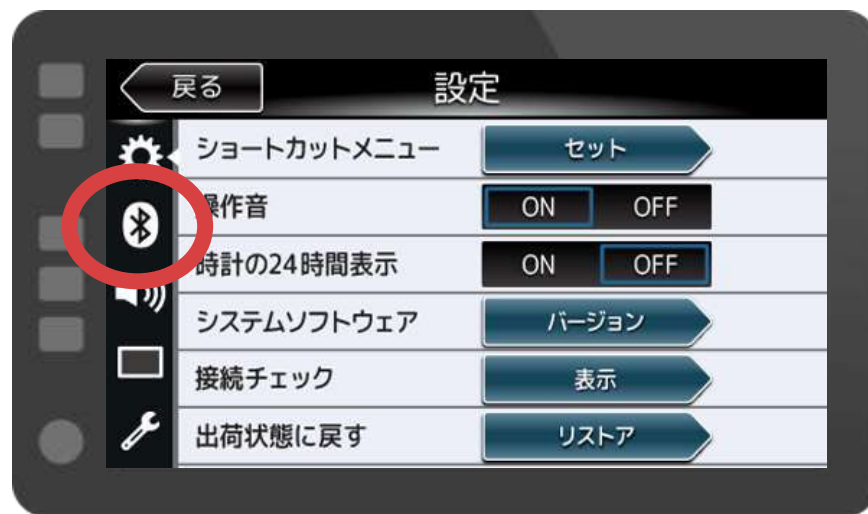 戻る
設定
ショートカットメニュー
セット
操作音
ON
OFF
時計の24時間表示
ON
OFF
システムソフトウェア
バージョン
接続チェック
表示
出荷状態に戻す
リストア